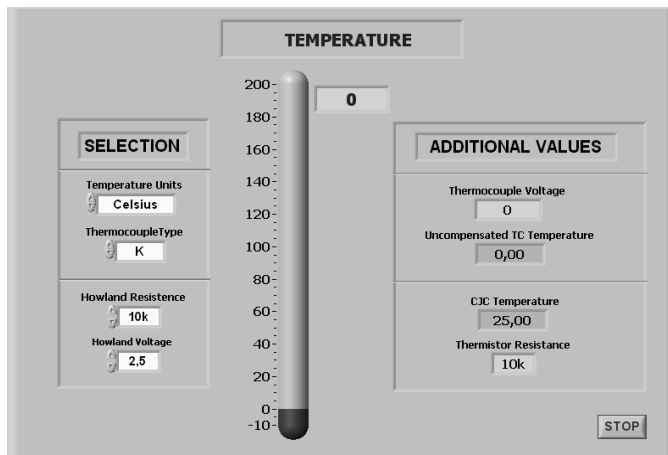 TEMPERATURE
0
200
180
160
140
120
100
80
60
40
20
0
-10
SELECTION
Temperature Units
Celsius
ThermocoupleType
K
Howland Resistence
10k
Howland Voltage
2,5
ADDITIONAL VALUES
Thermocouple Voltage
0
Uncompensated TC Temperature
0,00
CJC Temperature
25,00
Thermistor Resistance
10k
STOP